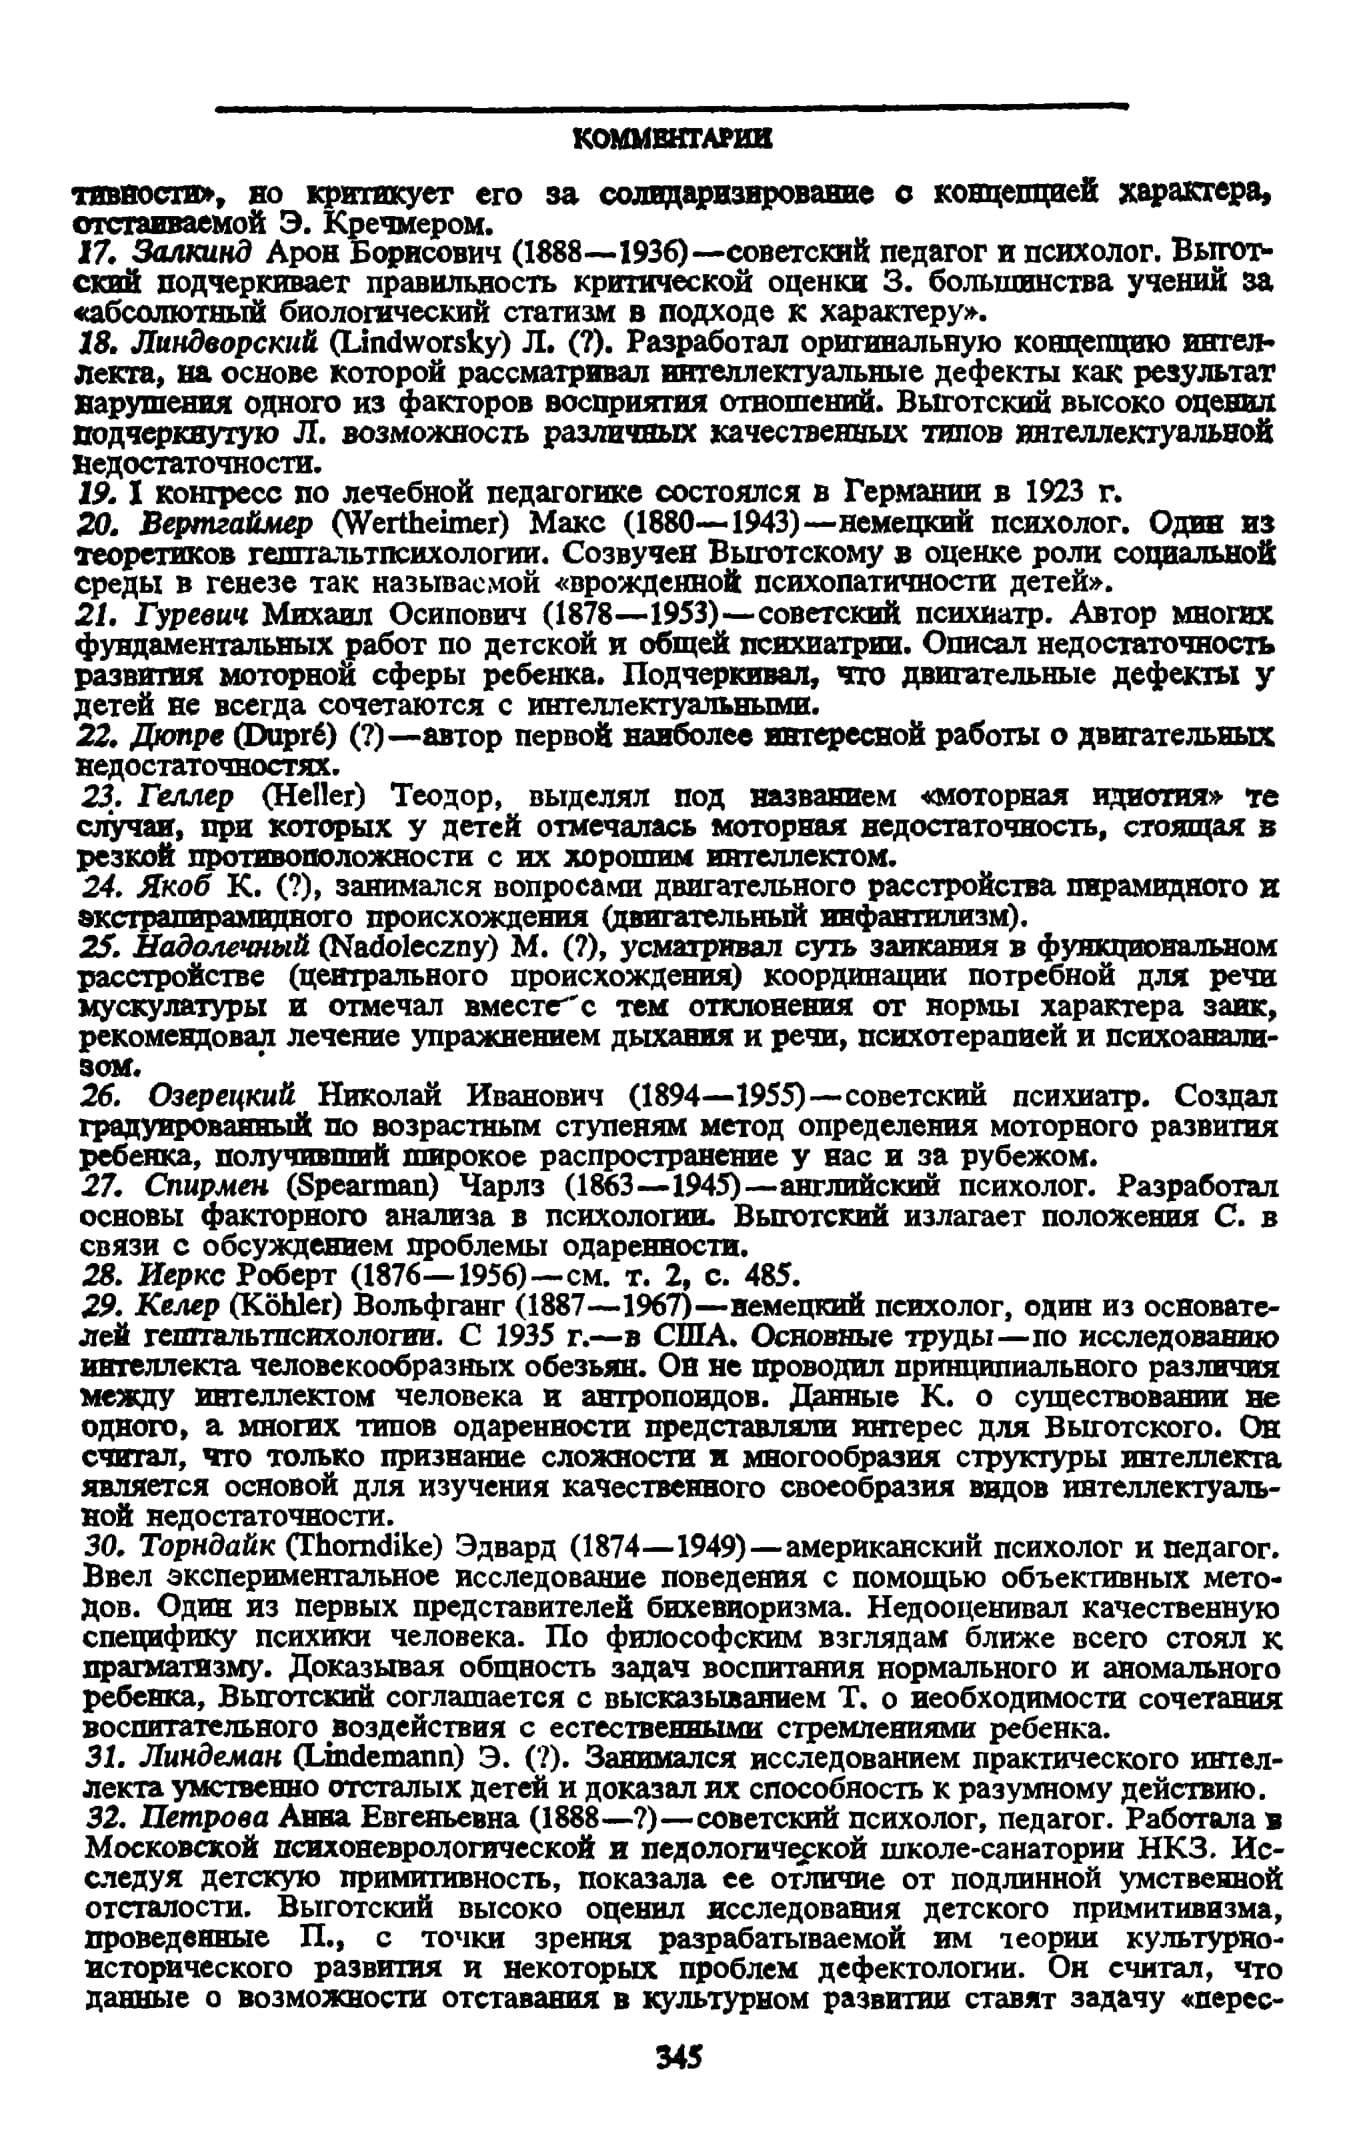 КОММЕНТАРИИ
тивности», но критикует его за солидаризирование с концепцией характера,
отстаиваемой Э. Кречмером.
17. Залкинд Арон Борисович (1888—1936)—советский педагог и психолог. Выгот-
ский подчеркивает правильность критической оценки З. большинства учений за
«абсолютный биологический статизм в подходе к характеру».
18. Линдворский (Lindworsky) Л. (?). Разработал оригинальную концепцию интел-
лекта, на основе которой рассматривал интеллектуальные дефекты как результат
нарушения одного из факторов восприятия отношений. Выготский высоко оценил
подчеркнутую Л. возможность различных качественных типов интеллектуальной
недостаточности.
19. I конгресс по лечебной педагогике состоялся в Германии в 1923 г.
20. Вертгаймер (Wertheimer) Макс (1880—1943)—немецкий психолог. Один из
теоретиков гештальтпсихологии. Созвучен Выготскому в оценке роли социальной
среды в генезе так называемой «врожденной психопатичности детей».
21. Гуревич Михаил Осипович (1878—1953)—советский психиатр. Автор многих
фундаментальных работ по детской и общей психиатрии. Описал недостаточность
развития моторной сферы ребенка. Подчеркивал, что двигательные дефекты у
детей не всегда сочетаются с интеллектуальными.
22. Дюпре (Dupré) (?)—автор первой наиболее интересной работы о двигательных
недостаточностях.
23. Геллер (Heller) Теодор, выделял под названием «моторная идиотия» те
случаи, при которых у детей отмечалась моторная недостаточность, стоящая в
резкой противоположности с их хорошим интеллектом.
24. Якоб К. (?), занимался вопросами двигательного расстройства пирамидного и
экстрапирамидного происхождения (двигательный инфантилизм).
25. Надолечный (Nadoleczny) М. (?), усматривал суть заикания в функциональном
расстройстве (центрального происхождения) координации потребной для речи
мускулатуры и отмечал вместе с тем отклонения от нормы характера заик,
рекомендовал лечение упражнением дыхания и речи, психотерапией и психоанали-
зом.
26. Озерецкий Николай Иванович (1894—1955)—советский психиатр. Создал
градуированный по возрастным ступеням метод определения моторного развития
ребенка, получивший широкое распространение у нас и за рубежом.
27. Спирмен (Spearman) Чарлз (1863—1945)—английский психолог. Разработал
основы факторного анализа в психологии. Выготский излагает положения С. в
связи с обсуждением проблемы одаренности.
28. Иеркс Роберт (1876—1956)—см. т. 2, с. 485.
29. Келер (Köhler) Вольфганг (1887—1967)—немецкий психолог, один из основате-
лей гештальтпсихологии. С 1935 г.—в США. Основные труды—по исследованию
интеллекта человекообразных обезьян. Он не проводил принципиального различия
между интеллектом человека и антропоидов. Данные К. о существовании не
одного, а многих типов одаренности представляли интерес для Выготского. Он
считал, что только признание сложности и многообразия структуры интеллекта
является основой для изучения качественного своеобразия видов интеллектуаль-
ной недостаточности.
30. Торндайк (Thorndike) Эдвард (1874—1949)—американский психолог и педагог.
Ввел экспериментальное исследование поведения с помощью объективных мето-
дов. Один из первых представителей бихевиоризма. Недооценивал качественную
специфику психики человека. По философским взглядам ближе всего стоял к
прагматизму. Доказывая общность задач воспитания нормального и аномального
ребенка, Выготский соглашается с высказыванием Т. о необходимости сочетания
воспитательного воздействия с естественными стремлениями ребенка.
31. Линдеман (Lindemann) Э. (?). Занимался исследованием практического интел-
лекта умственно отсталых детей и доказал их способность к разумному действию.
32. Петрова Анна Евгеньевна (1888—?)—советский психолог, педагог. Работала в
Московской психоневрологической и педологической школе-санатории НКЗ. Ис-
следуя детскую примитивность, показала ее отличие от подлинной умственной
отсталости. Выготский высоко оценил исследования детского примитивизма,
проведенные П., с точки зрения разрабатываемой им теории культурно-
исторического развития и некоторых проблем дефектологии. Он считал, что
данные о возможности отставания в культурном развитии ставят задачу «перес-
345